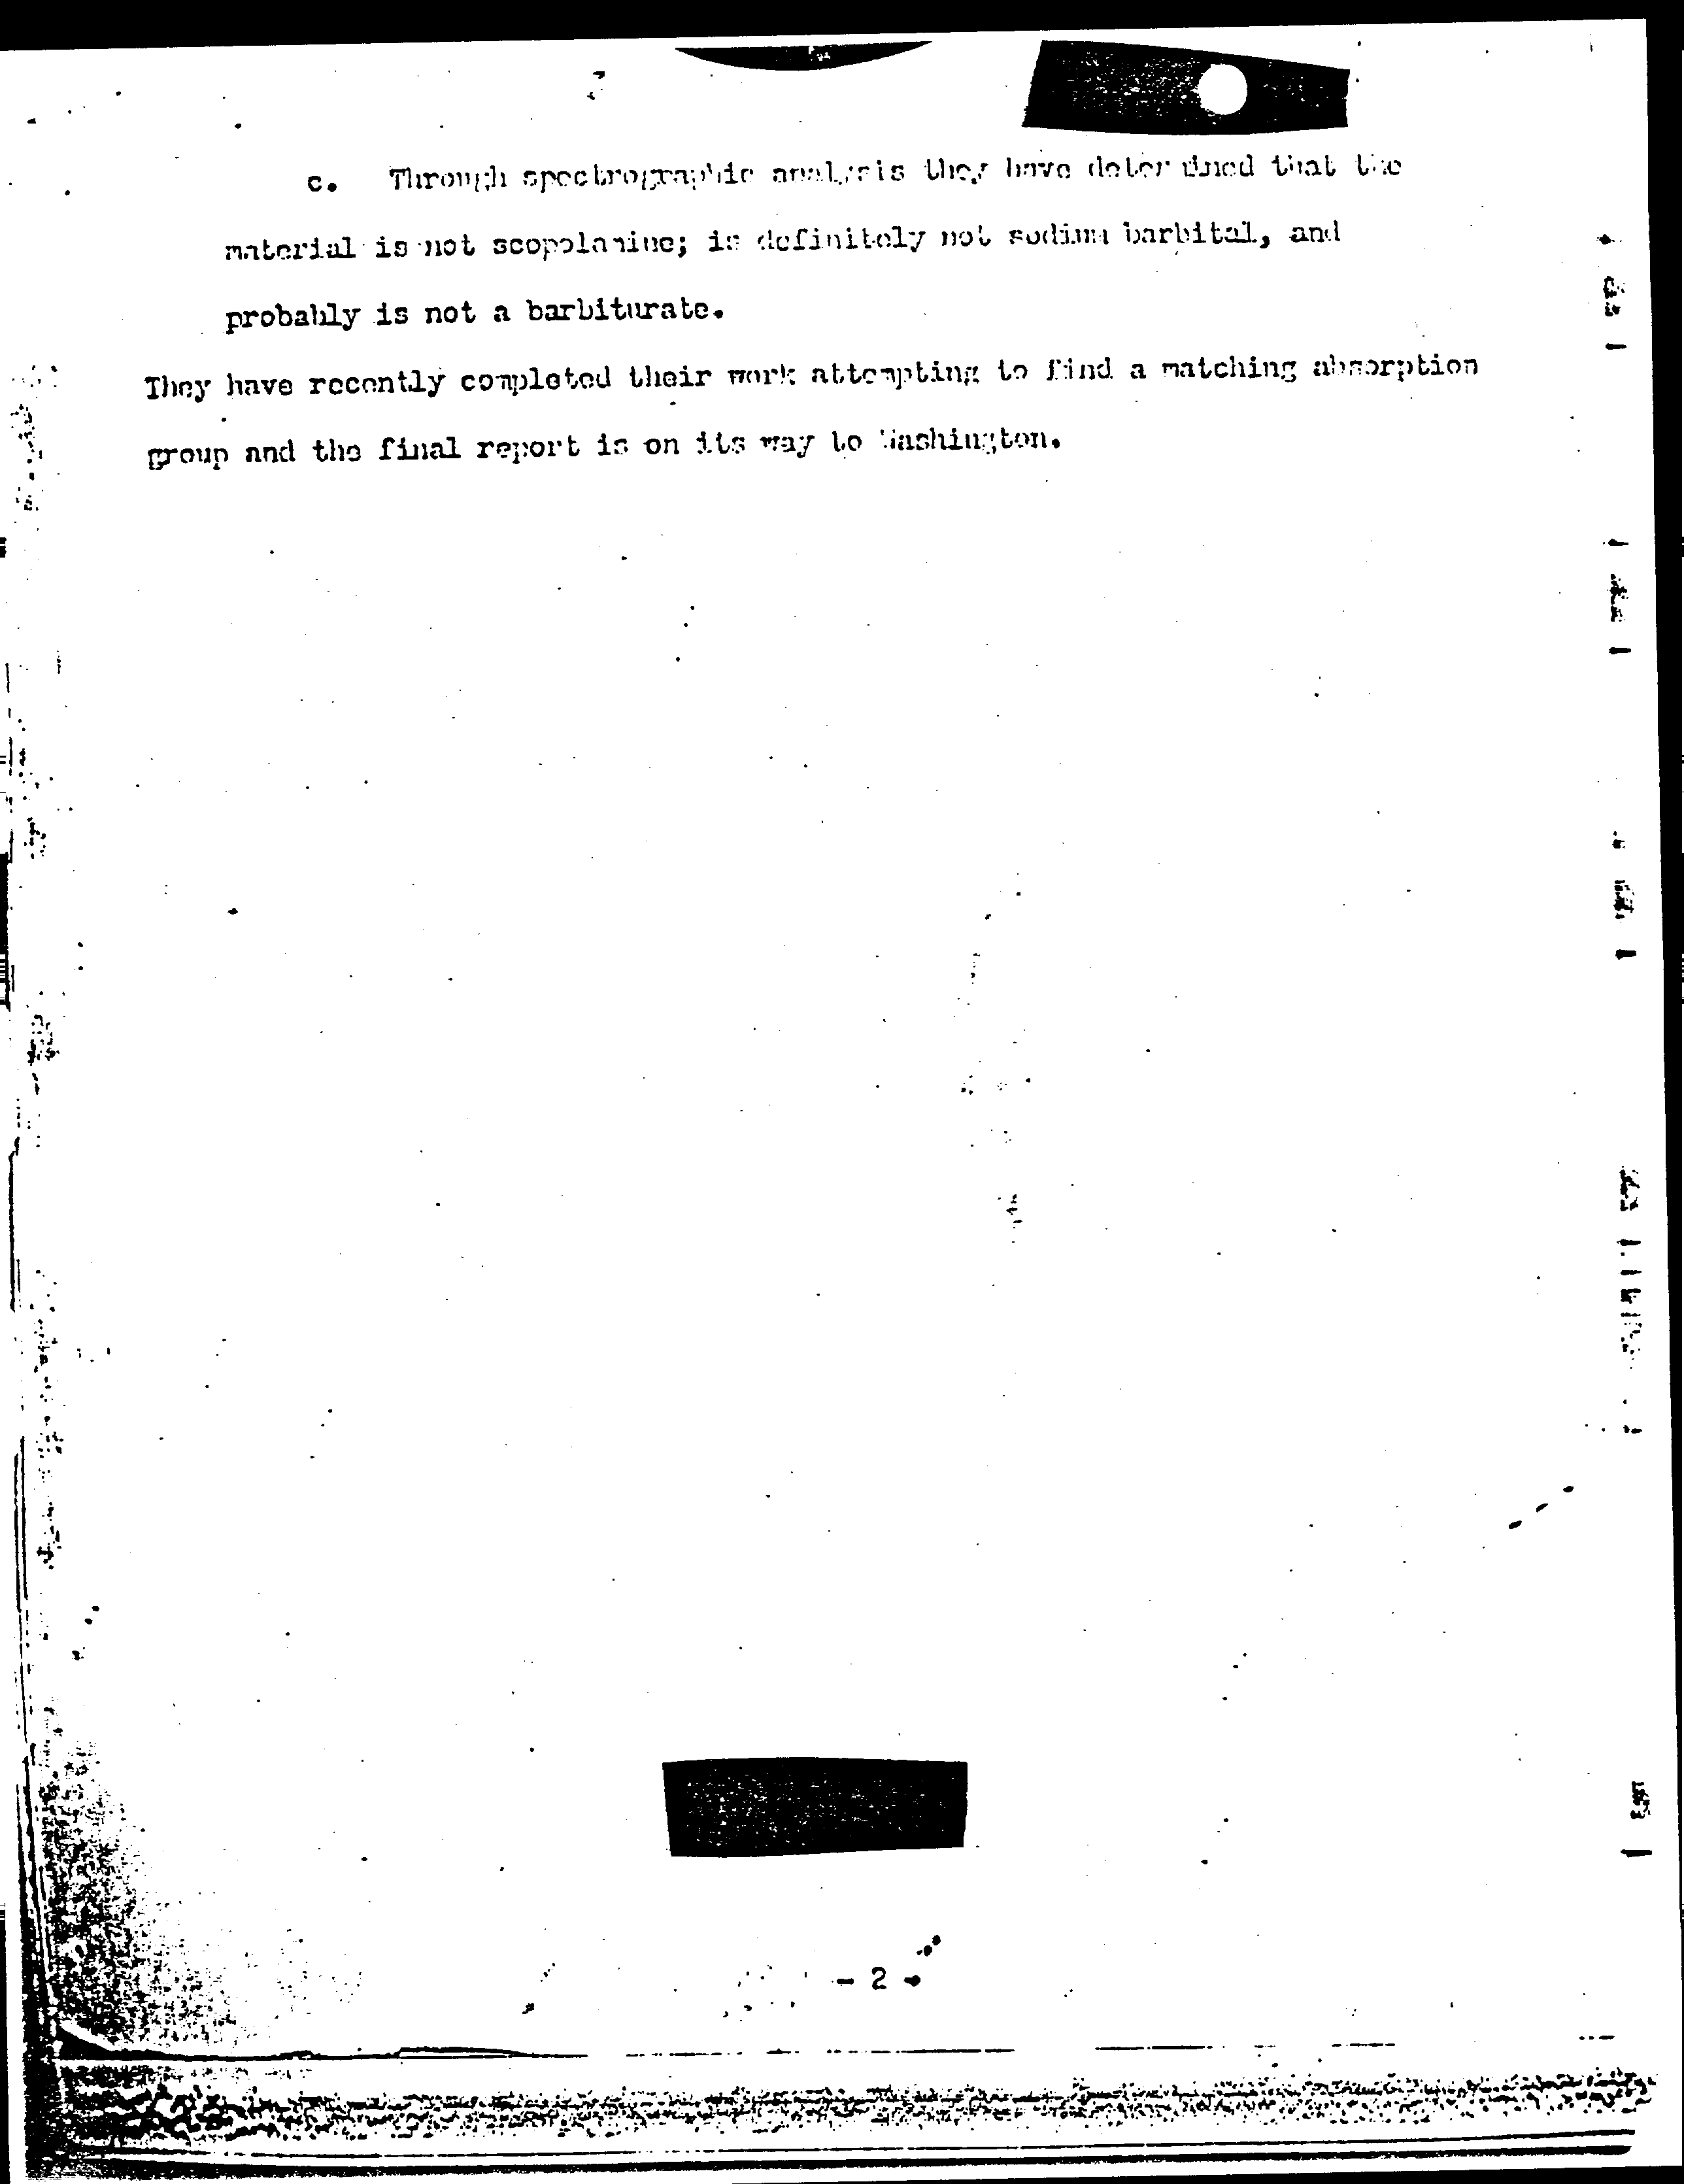 c. Through spectrographic analysis they have determined that the
material is not scopolamine; is definitely not sodium barbital, and
probably is not a barbiturate.
They have recently completed their work attempting to find a matching absorption
group and the final report is on its way to Washington.
- 2 -